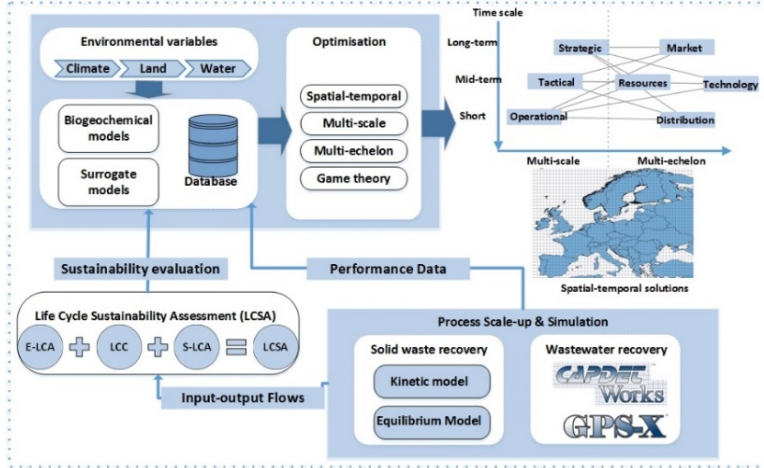 Environmental variables
Climate
Land
Water
Biogeochemical
models
Surrogate
models
Database
Optimisation
Spatial-temporal
Multi-scale
Multi-echelon
Game theory
Time scale
Long-term
Mid-term
Short
Strategic
Market
Tactical
Resources
Technology
Operational
Distribution
Multi-scale
Multi-echelon
Spatial-temporal solutions
Sustainability evaluation
Performance Data
Life Cycle Sustainability Assessment (LCSA)
E-LCA
LCC
S-LCA
LCSA
Input-output Flows
Process Scale-up & Simulation
Solid waste recovery
Kinetic model
Equilibrium Model
Wastewater recovery
CAPDET
Works
GPS-X